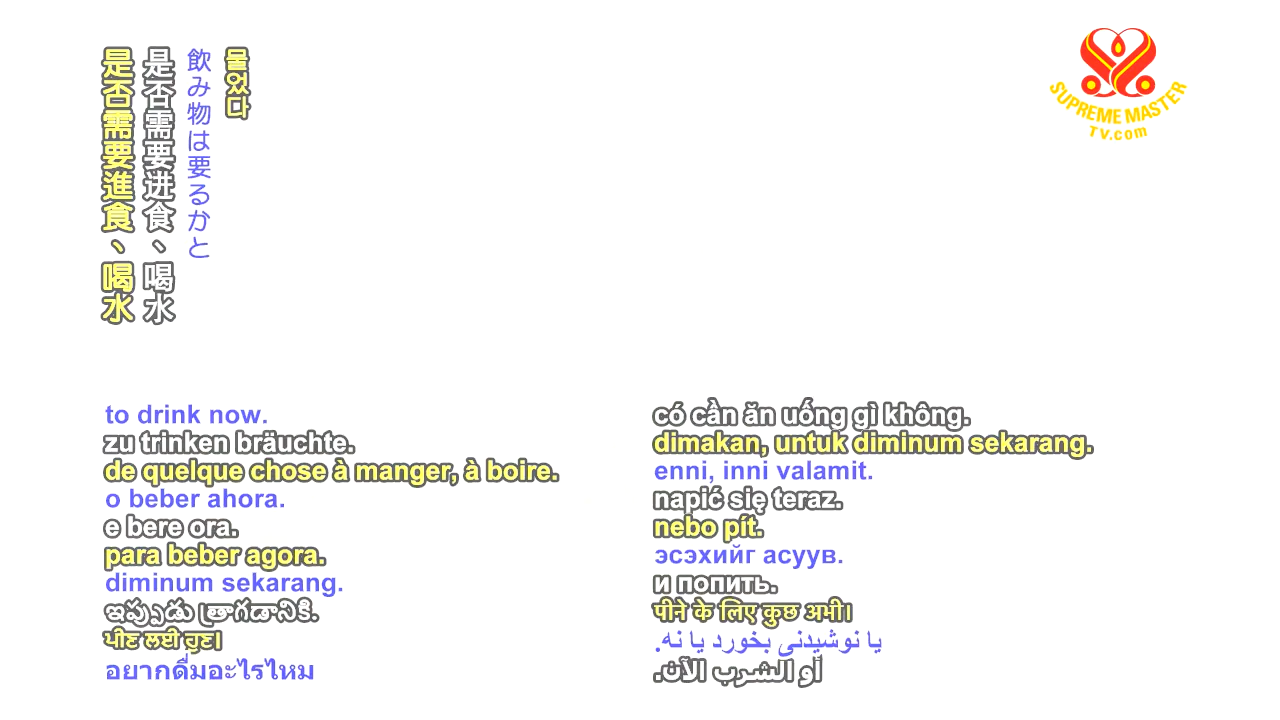 是否需要進食、喝水
是否需要进食、喝水
飲み物は要るかと
물었다
SUPREME MASTER
TV.com
to drink now.
zu trinken bräuchte.
de quelque chose à manger, à boire.
o beber ahora.
e bere ora.
para beber agora.
diminum sekarang.
ఇప్పుడు త్రాగడానికి.
ਪੀਣ ਲਈ ਹੁਣ।
อยากดื่มอะไรไหม
có cần ăn uống gì không.
dimakan, untuk diminum sekarang.
enni, inni valamit.
napić się teraz.
nebo pít.
эсэхийг асуув.
и попить.
पीने के लिए कुछ अभी।
یا نوشیدنی بخورد یا نه.
أو الشرب الآن.